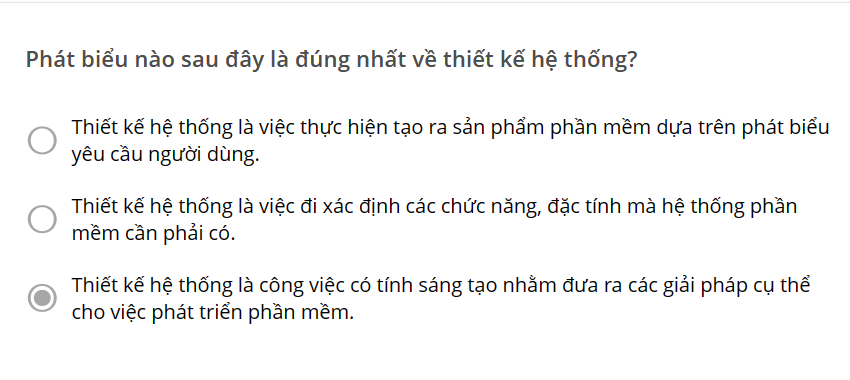 Phát biểu nào sau đây là đúng nhất về thiết kế hệ thống?
Thiết kế hệ thống là việc thực hiện tạo ra sản phẩm phần mềm dựa trên phát biểu
yêu cầu người dùng.
Thiết kế hệ thống là việc đi xác định các chức năng, đặc tính mà hệ thống phần
mềm cần phải có.
Thiết kế hệ thống là công việc có tính sáng tạo nhằm đưa ra các giải pháp cụ thể
cho việc phát triển phần mềm.